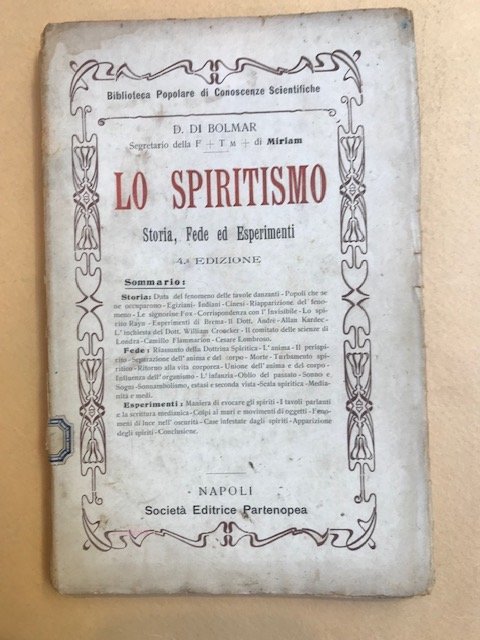 Biblioteca Popolare di Conoscenze Scientifiche
D. DI BOLMAR
Segretario della F + T M + di Miriam
LO SPIRITISMO
Storia, Fede ed Esperimenti
4.a EDIZIONE
Sommario:
Storia: Data del fenomeno delle tavole danzanti - Popoli che se
ne occuparono - Egiziani - Indiani - Cinesi - Riapparizione del feno-
meno - Le signorine Fox - Corrispondenza con l'Invisibile - Lo spi-
rito Rayn - Esperimenti di Brema - Il Dott. Andrè - Allan Kardec -
L'inchiesta del Dott. William Croucker - Il comitato delle scienze di
Londra - Camillo Flammarion - Cesare Lombroso.
Fede: Riassunto della Dottrina Spiritica - L'anima - Il perispi-
rito - Separazione dell'anima e del corpo - Morte - Turbamento spi-
ritico - Ritorno alla vita corporea - Unione dell'anima e del corpo -
Influenza dell'organismo - L'infanzia - Oblio del passato - Sonno e
Sogni - Sonnambolismo, estasi e seconda vista - Scala spiritica - Media-
nità e medi.
Esperimenti: Maniera di evocare gli spiriti - I tavoli parlanti
e la scrittura medianica - Colpi ai muri e movimenti di oggetti - Feno-
meni di luce nell'oscurità - Case infestate dagli spiriti - Apparizione
degli spiriti - Conclusione.
NAPOLI
Società Editrice Partenopea